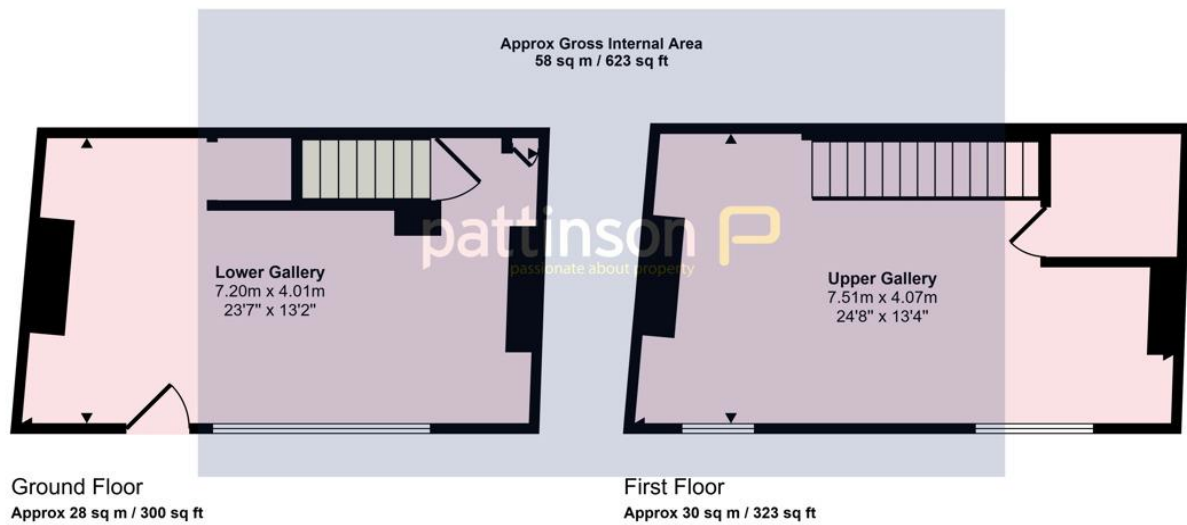 Approx Gross Internal Area
58 sq m / 623 sq ft
pattinson P
passionate about property
Lower Gallery
7.20m x 4.01m
23'7" x 13'2"
Upper Gallery
7.51m x 4.07m
24'8" x 13'4"
Ground Floor
Approx 28 sq m / 300 sq ft
First Floor
Approx 30 sq m / 323 sq ft